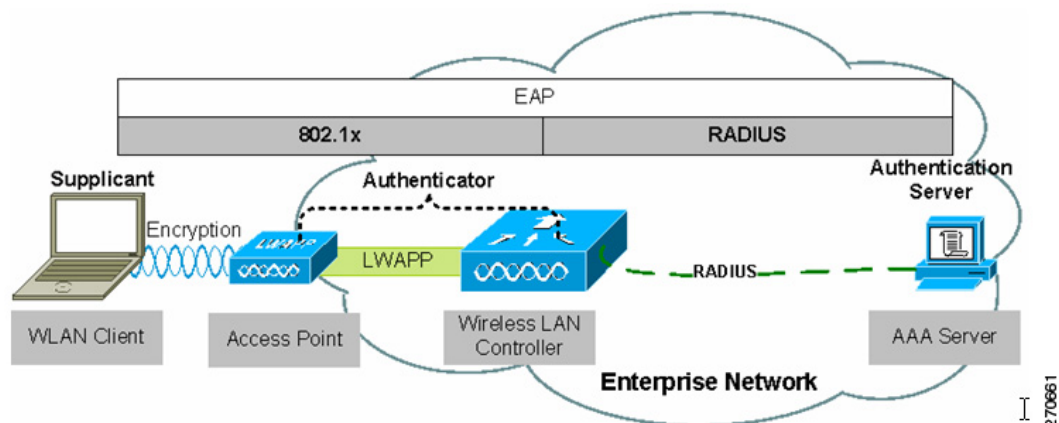 EAP
802.1x RADIUS
Supplicant
Authenticator
Authentication
Server
Encryption
LWAPP
LWAPP
RADIUS
WLAN Client
Access Point
Wireless LAN
Controller
AAA Server
Enterprise Network
270661